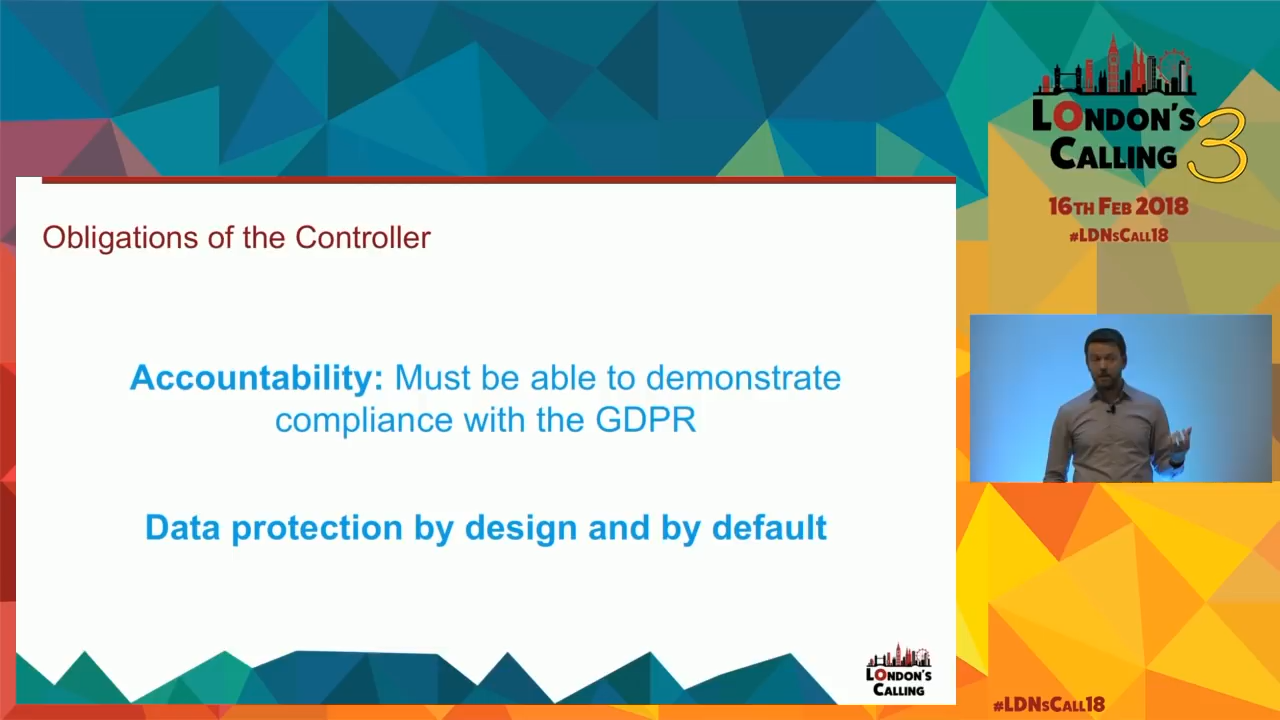 Obligations of the Controller
Accountability: Must be able to demonstrate
compliance with the GDPR
Data protection by design and by default
LONDON'S
CALLING
LONDON'S
CALLING 3
16TH FEB 2018
#LDNsCALL18
#LDNsCALL18